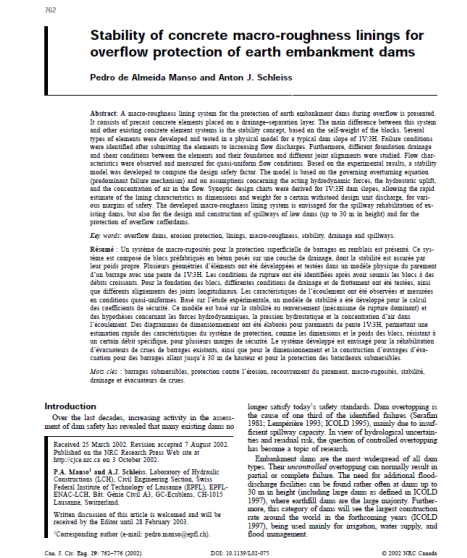 762
Stability of concrete macro-roughness linings for
overflow protection of earth embankment dams
Pedro de Almeida Manso and Anton J. Schleiss
Abstract: A macro-roughness lining system for the protection of earth embankment dams during overflow is presented.
It consists of precast concrete elements placed on a drainage–separation layer. The main difference between this system
and other existing concrete element systems is the stability concept, based on the self-weight of the blocks. Several
types of elements were developed and tested in a physical model for a typical dam slope of 1V:3H. Failure conditions
were identified after submitting the elements to increasing flow discharges. Furthermore, different foundation drainage
and shear conditions between the elements and their foundation and different joint alignments were studied. Flow char-
acteristics were observed and measured for quasi-uniform flow conditions. Based on the experimental results, a stability
model was developed to compute the design safety factor. The model is based on the governing overturning equation
(predominant failure mechanism) and on assumptions concerning the acting hydrodynamic forces, the hydrostatic uplift,
and the concentration of air in the flow. Synoptic design charts were derived for 1V:3H dam slopes, allowing the rapid
estimate of the lining characteristics as dimensions and weight for a certain withstood design unit discharge, for vari-
ous margins of safety. The developed macro-roughness lining system is envisaged for the spillway rehabilitation of ex-
isting dams, but also for the design and construction of spillways of low dams (up to 30 m in height) and for the
protection of overflow cofferdams.
Key words: overflow dams, erosion protection, linings, macro-roughness, stability, drainage and spillways.
Résumé : Un système de macro-rugosités pour la protection superficielle de barrages en remblais est présenté. Ce sys-
tème est composé de blocs préfabriqués en béton posés sur une couche de drainage, dont la stabilité est assurée par
leur poids propre. Plusieurs géométries d'éléments ont été développées et testées dans un modèle physique du parement
d'un barrage avec une pente de 1V:3H. Les conditions de rupture ont été identifiées après avoir soumis les blocs à des
débits croissants. Pour la fondation des blocs, différentes conditions de drainage et de frottement ont été testées, ainsi
que différents alignements des joints longitudinaux. Les caractéristiques de l'écoulement ont été observées et mesurées
en conditions quasi-uniformes. Basé sur l'étude expérimentale, un modèle de stabilité a été développé pour le calcul
des coefficients de sécurité. Ce modèle est basé sur la stabilité au renversement (mécanisme de rupture dominant) et
des hypothèses concernant les forces hydrodynamiques, la pression hydrostatique et la concentration d'air dans
l'écoulement. Des diagrammes de dimensionnement ont été élaborés pour parements de pente 1V:3H, permettant une
estimation rapide des caractéristiques du système de protection, comme les dimensions et le poids des blocs, résistant à
un débit spécifique, pour plusieurs marges de sécurité. Le système développé est envisagé pour la réhabilitation
d'évacuateurs de crues de barrages existants, ainsi que pour le dimensionnement et la construction d'ouvrages d'éva-
cuation pour des barrages allant jusqu'à 30 m de hauteur et pour la protection des batardeaux submersibles.
Mots clés : barrages submersibles, protection contre l'érosion, recouvrement du parement, macro-rugosités, stabilité,
drainage et évacuateurs de crues.
Introduction
Over the last decades, increasing activity in the assess-
ment of dam safety has revealed that many existing dams no
Received 25 March 2002. Revision accepted 7 August 2002.
Published on the NRC Research Press Web site at
http://cjce.nrc.ca on 3 October 2002.
P.A. Manso¹ and A.J. Schleiss. Laboratory of Hydraulic
Constructions (LCH), Civil Engineering Section, Swiss
Federal Institute of Technology of Lausanne (EPFL), EPFL-
ENAC-LCH, Bât. Génie Civil A3, GC-Ecublens, CH-1015
Lausanne, Switzerland.
Written discussion of this article is welcomed and will be
received by the Editor until 28 February 2003.
¹Corresponding author (e-mail: pedro.manso@epfl.ch).
longer satisfy today's safety standards. Dam overtopping is
the cause of one third of the identified failures (Serafim
1981; Lempérière 1993; ICOLD 1995), mainly due to insuf-
ficient spillway capacity. In view of hydrological uncertain-
ties and residual risk, the question of controlled overtopping
has become a topic of research.
Embankment dams are the most widespread of all dam
types. Their uncontrolled overtopping can normally result in
partial or complete failure. The need for additional flood-
discharge facilities can be found rather often at dams up to
30 m in height (including large dams as defined in ICOLD
1997), where earthfill dams are the large majority. Further-
more, this category of dams will see the largest construction
rate around the world in the forthcoming years (ICOLD
1997), being used mainly for irrigation, water supply, and
flood management.
Can. J. Civ. Eng. 29: 762–776 (2002)
DOI: 10.1139/L02-075
© 2002 NRC Canada